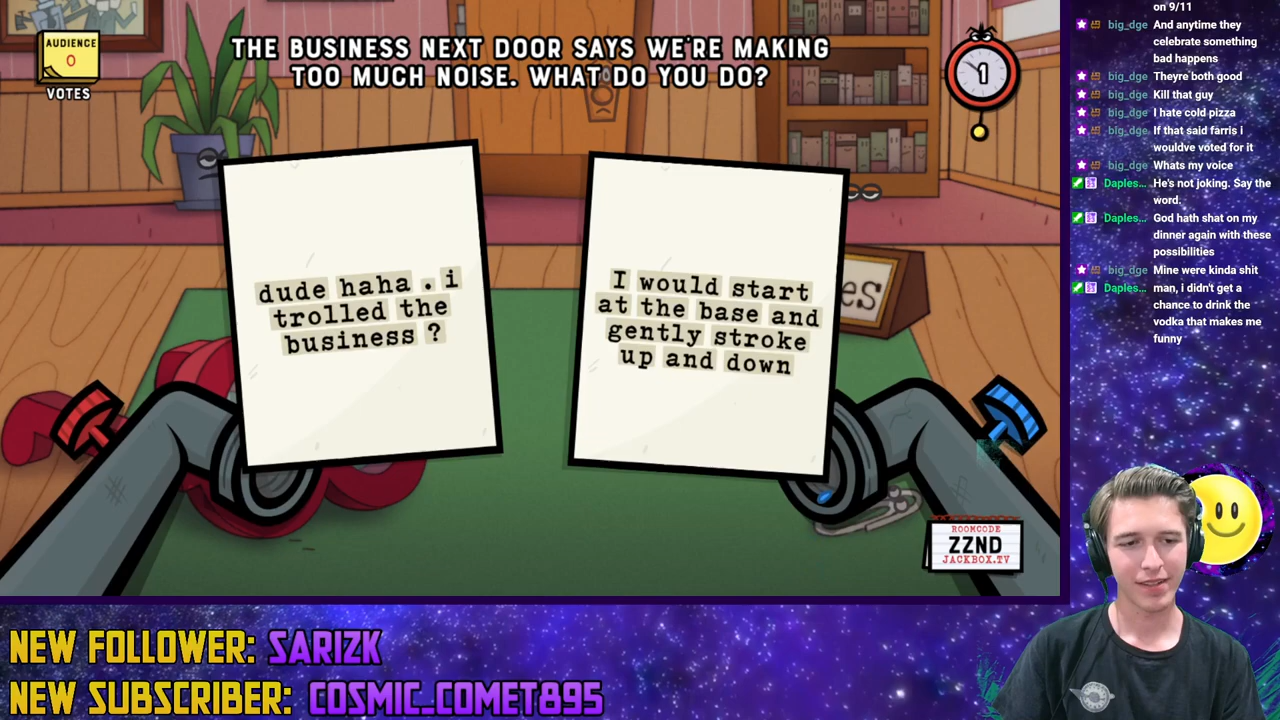 AUDIENCE
0
VOTES
THE BUSINESS NEXT DOOR SAYS WE'RE MAKING
TOO MUCH NOISE. WHAT DO YOU DO?
1
dude haha . i
trolled the
business ?
I would start
at the base and
gently stroke
up and down
es
ROOMCODE
ZZND
JACKBOX.TV
on 9/11
big_dge And anytime they
celebrate something
bad happens
big_dge Theyre both good
big_dge Kill that guy
big_dge I hate cold pizza
big_dge If that said farris i
wouldve voted for it
big_dge Whats my voice
Daples... He's not joking. Say the
word.
Daples... God hath shat on my
dinner again with these
possibilities
big_dge Mine were kinda shit
Daples... man, i didn't get a
chance to drink the
vodka that makes me
funny
NEW FOLLOWER: SARIZK
NEW SUBSCRIBER: COSMIC_COMET895